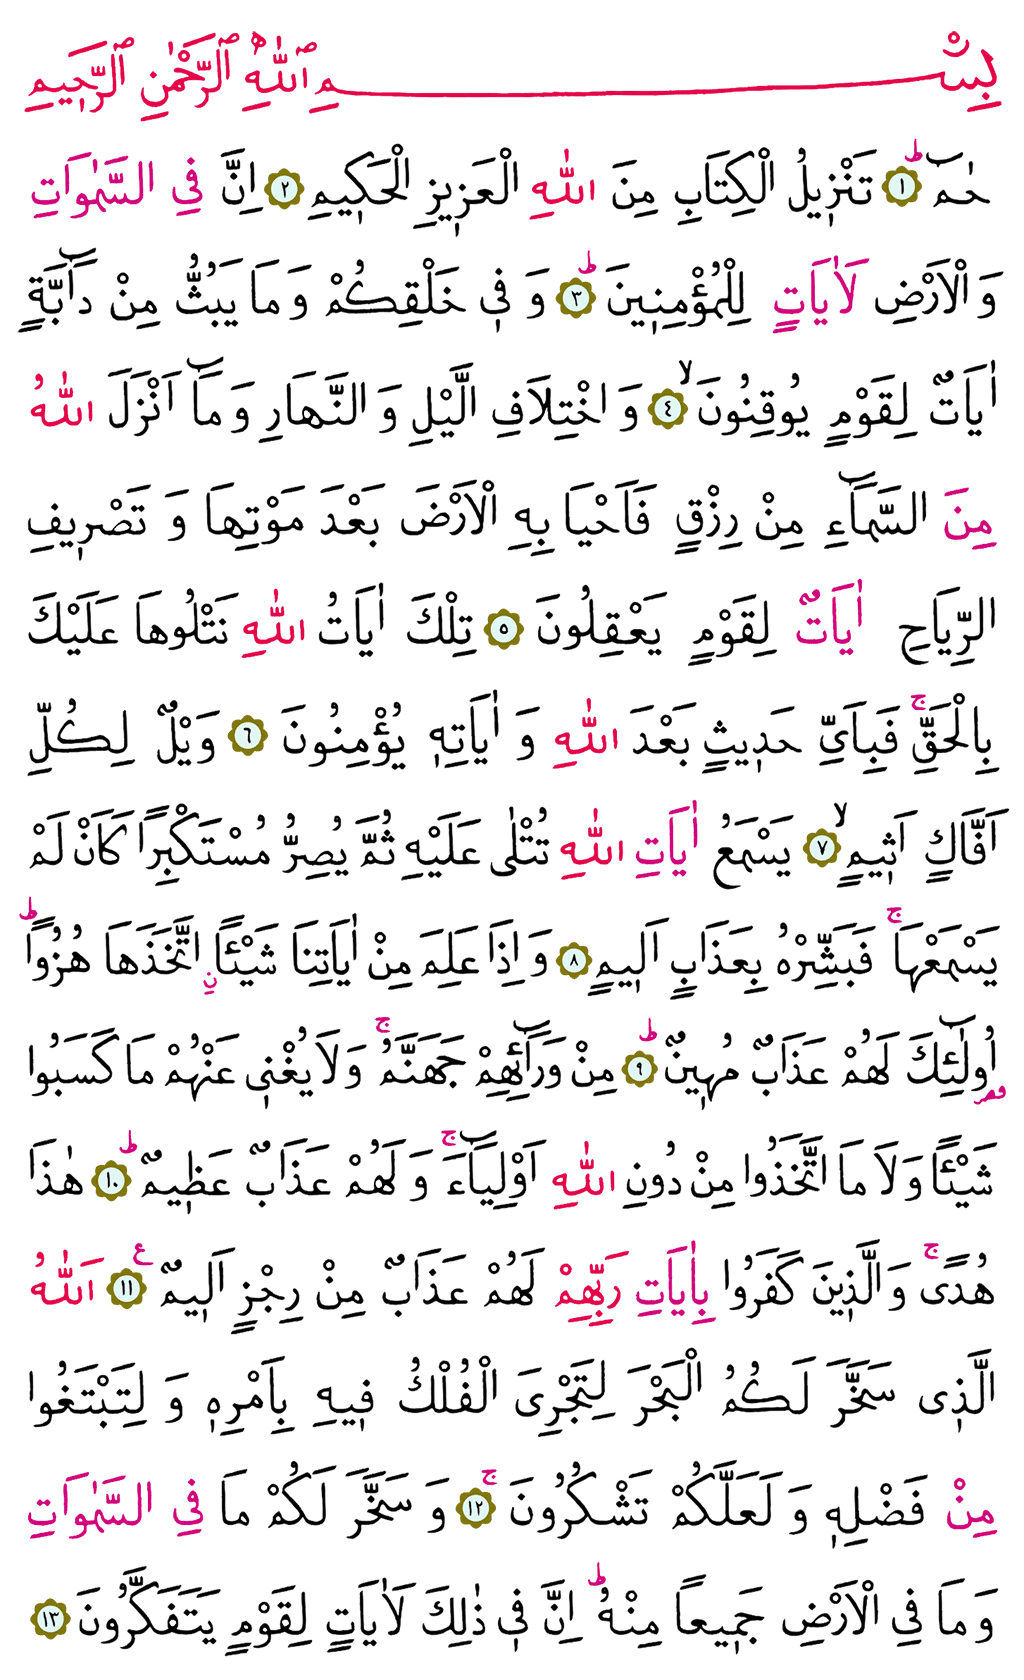 بِسْمِ اللّٰهِ الرَّحْمٰنِ الرَّحٖيمِ
حٰمٓ ۚط ﴿١﴾ تَنْزٖيلُ الْكِتَابِ مِنَ اللّٰهِ الْعَزٖيزِ الْحَكٖيمِ ﴿٢﴾ اِنَّ فِي السَّمٰوَاتِ
وَ الْاَرْضِ لَاٰيَاتٍ لِلْمُؤْمِنٖينَ ط ﴿٣﴾ وَ فٖي خَلْقِكُمْ وَ مَا يَبُثُّ مِنْ دَٓابَّةٍ
اٰيَاتٌ لِقَوْمٍ يُوقِنُونَ لا ﴿٤﴾ وَ اخْتِلَافِ الَّيْلِ وَ النَّهَارِ وَ مَٓا اَنْزَلَ اللّٰهُ
مِنَ السَّمَٓاءِ مِنْ رِزْقٍ فَاَحْيَا بِهِ الْاَرْضَ بَعْدَ مَوْتِهَا وَ تَصْرٖيفِ
الرِّيَاحِ اٰيَاتٌ لِقَوْمٍ يَعْقِلُونَ ﴿٥﴾ تِلْكَ اٰيَاتُ اللّٰهِ نَتْلُوهَا عَلَيْكَ
بِالْحَقِّ ج فَبِاَيِّ حَدٖيثٍ بَعْدَ اللّٰهِ وَ اٰيَاتِهٖ يُؤْمِنُونَ ﴿٦﴾ وَيْلٌ لِكُلِّ
اَفَّاكٍ اَثٖيمٍ لا ﴿٧﴾ يَسْمَعُ اٰيَاتِ اللّٰهِ تُتْلٰى عَلَيْهِ ثُمَّ يُصِرُّ مُسْتَكْبِرًا كَاَنْ لَمْ
يَسْمَعْهَا ج فَبَشِّرْهُ بِعَذَابٍ اَلٖيمٍ ﴿٨﴾ وَ اِذَا عَلِمَ مِنْ اٰيَاتِنَا شَيْـًٔا نِ اتَّخَذَهَا هُزُوًا ط
اُولٰٓئِكَ لَهُمْ عَذَابٌ مُهٖينٌ ط ﴿٩﴾ مِنْ وَرَٓائِهِمْ جَهَنَّمُ ج وَلَا يُغْنٖي عَنْهُمْ مَا كَسَبُوا
شَيْـًٔا وَلَا مَا اتَّخَذُوا مِنْ دُونِ اللّٰهِ اَوْلِيَٓاءَ ج وَ لَهُمْ عَذَابٌ عَظٖيمٌ ط ﴿١٠﴾ هٰذَا
هُدًى ج وَ الَّذٖينَ كَفَرُوا بِاٰيَاتِ رَبِّهِمْ لَهُمْ عَذَابٌ مِنْ رِجْزٍ اَلٖيمٌ ع ﴿١١﴾ اَللّٰهُ
الَّذٖى سَخَّرَ لَكُمُ الْبَحْرَ لِتَجْرِىَ الْفُلْكُ فٖيهِ بِاَمْرِهٖ وَ لِتَبْتَغُوا
مِنْ فَضْلِهٖ وَ لَعَلَّكُمْ تَشْكُرُونَ ج ﴿١٢﴾ وَ سَخَّرَ لَكُمْ مَا فِي السَّمٰوَاتِ
وَ مَا فِي الْاَرْضِ جَمٖيعاً مِنْهُ ط اِنَّ فٖي ذٰلِكَ لَاٰيَاتٍ لِقَوْمٍ يَتَفَكَّرُونَ ﴿١٣﴾